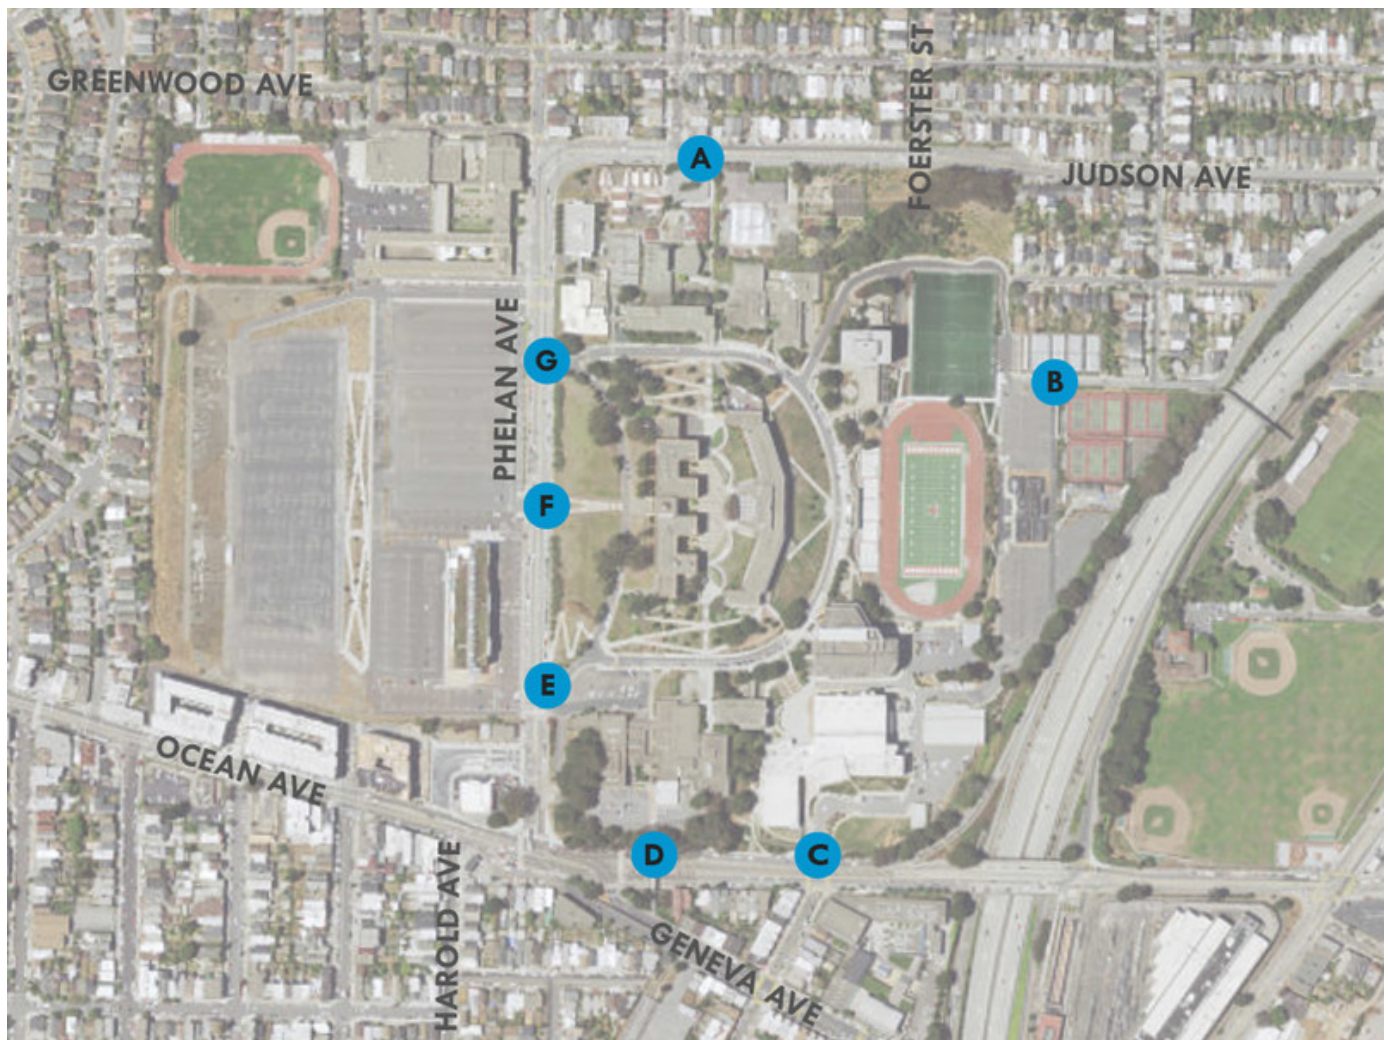 FOERSTER ST
GREENWOOD AVE
A
JUDSON AVE
PHELAN AVE
G
B
F
E
OCEAN AVE
D
C
HAROLD AVE
GENEVA AVE